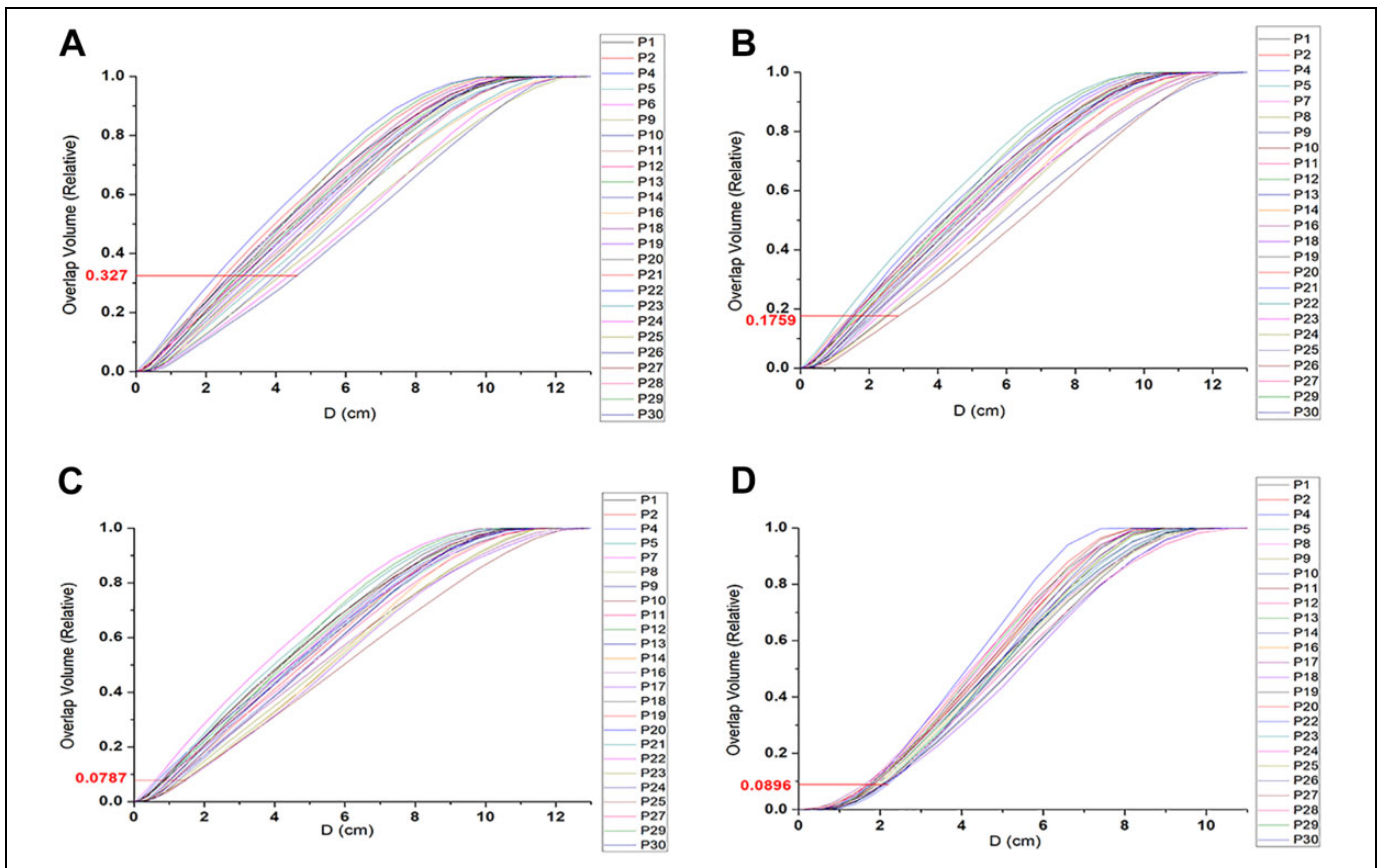 A
P1
P2
P4
P5
P6
P9
P10
P11
P12
P13
P14
P16
P18
P19
P20
P21
P22
P23
P24
P25
P26
P27
P28
P29
P30
1.0
0.8
0.6
0.4
0.327
0.2
0.0
Overlap Volume (Relative)
0 2 4 6 8 10 12
D (cm)
B
P1
P2
P4
P5
P7
P8
P9
P10
P11
P12
P13
P14
P16
P18
P19
P20
P21
P22
P23
P24
P25
P26
P27
P29
P30
1.0
0.8
0.6
0.4
0.2
0.1759
0.0
Overlap Volume (Relative)
0 2 4 6 8 10 12
D (cm)
C
P1
P2
P4
P5
P7
P8
P9
P10
P11
P12
P13
P14
P16
P17
P18
P19
P20
P21
P22
P23
P24
P25
P27
P29
P30
1.0
0.8
0.6
0.4
0.2
0.0787
0.0
Overlap Volume (Relative)
0 2 4 6 8 10 12
D (cm)
D
P1
P2
P4
P5
P8
P9
P10
P11
P12
P13
P14
P16
P17
P18
P19
P20
P22
P23
P24
P25
P26
P27
P28
P29
P30
1.0
0.8
0.6
0.4
0.2
0.0896
0.0
Overlap Volume (Relative)
0 2 4 6 8 10
D (cm)